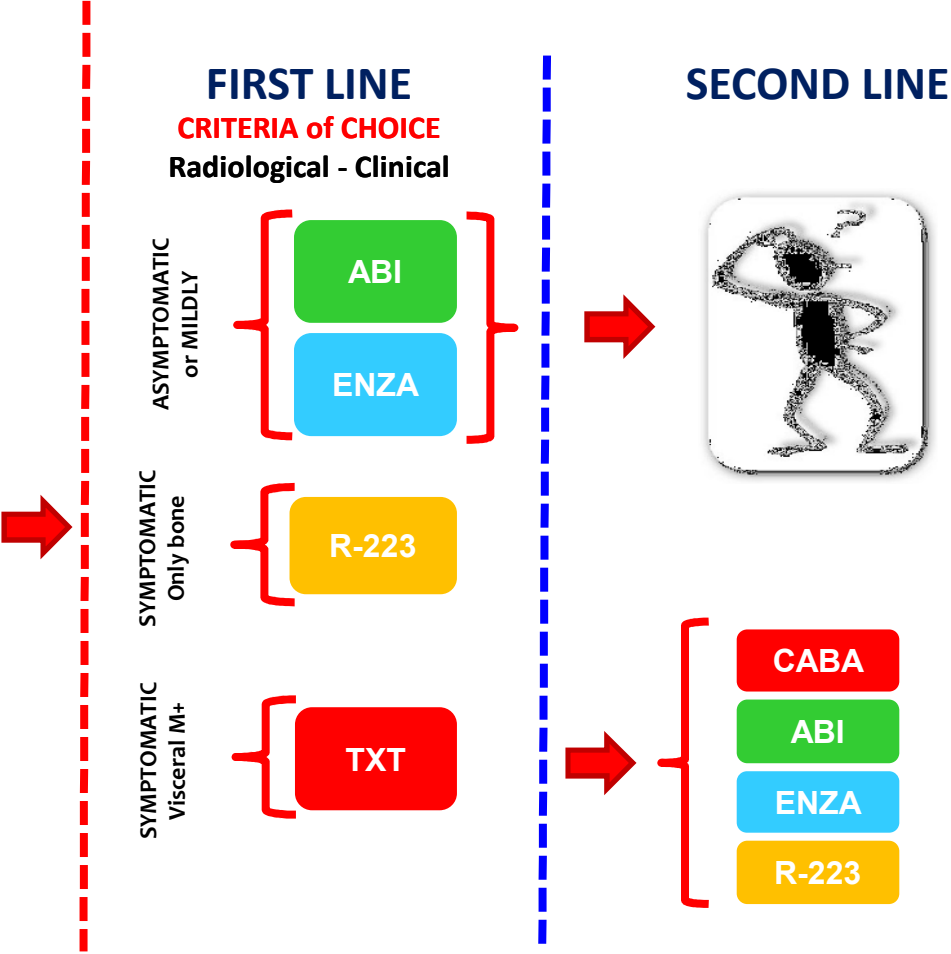 FIRST LINE
CRITERIA of CHOICE
Radiological - Clinical
ASYMPTOMATIC
or MILDLY
ABI
ENZA
SYMPTOMATIC
Only bone
R-223
SYMPTOMATIC
Visceral M+
TXT
SECOND LINE
?
CABA
ABI
ENZA
R-223